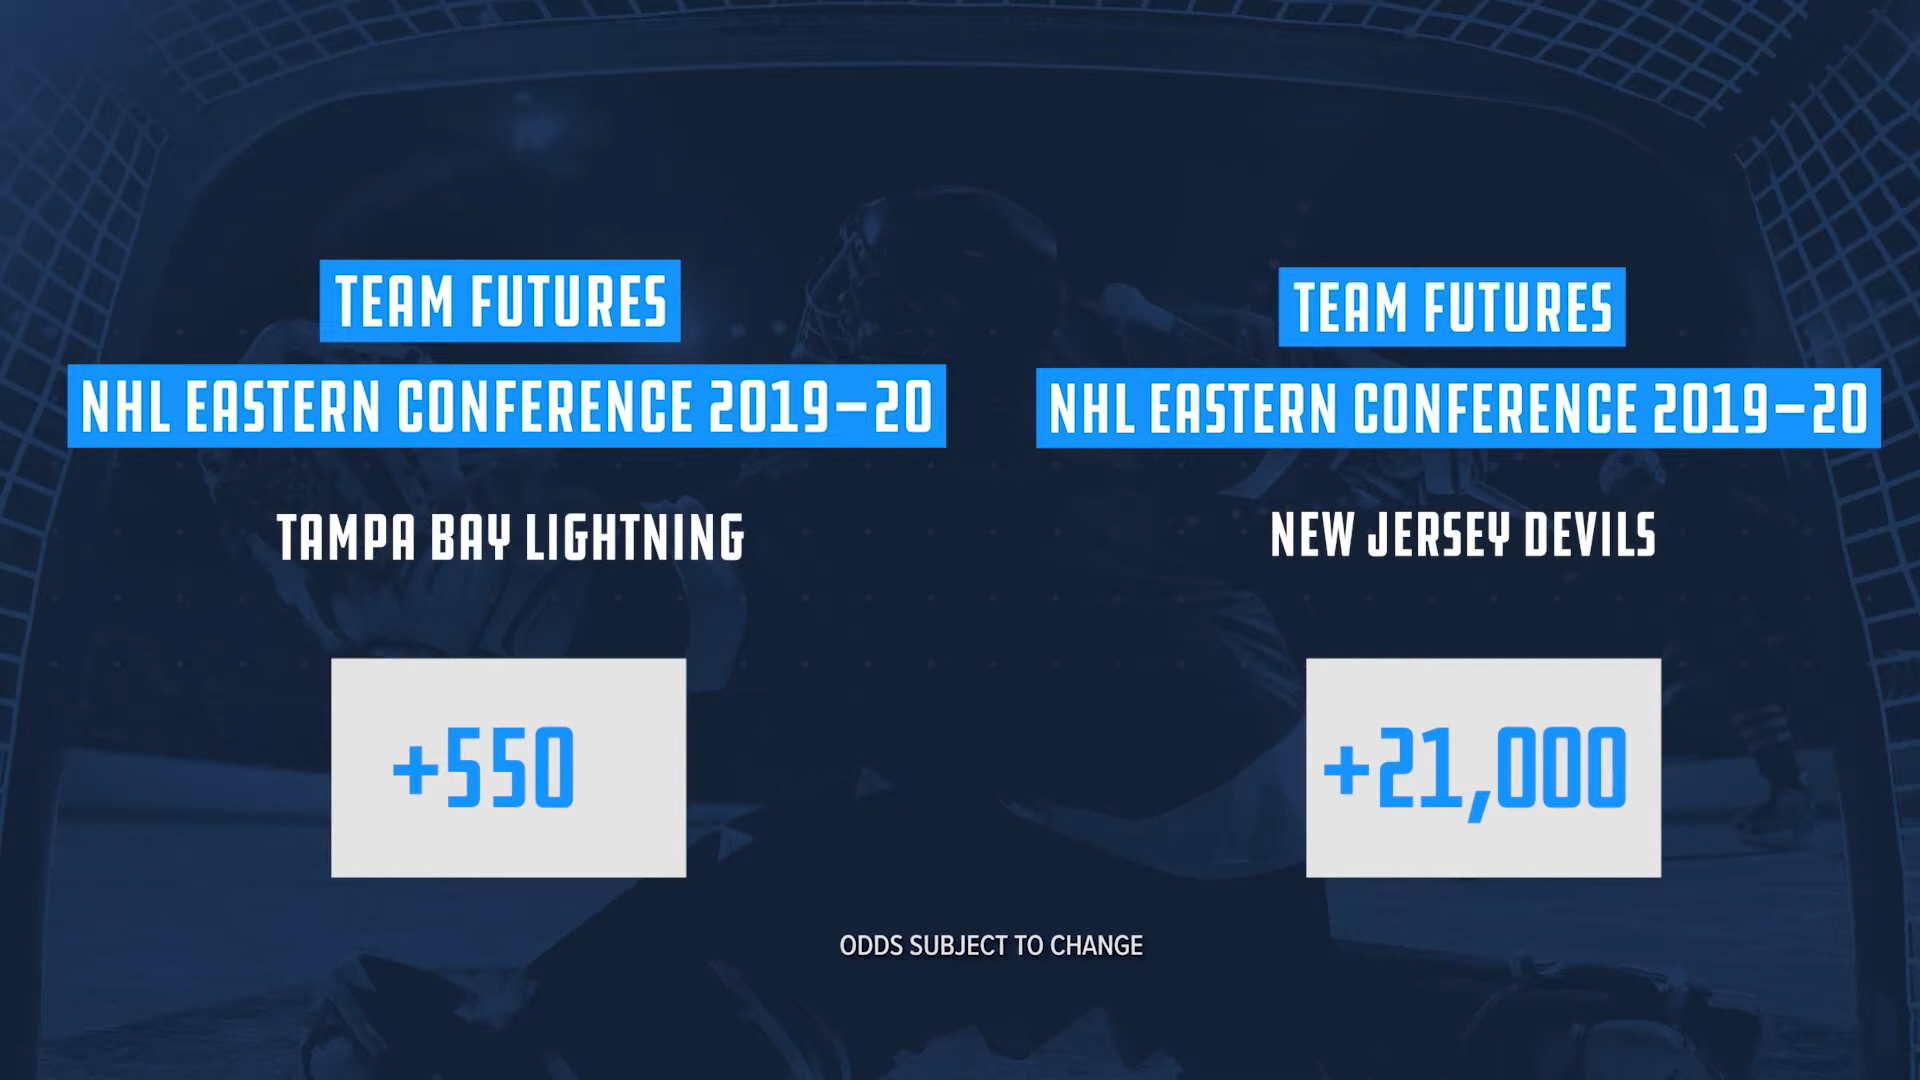 TEAM FUTURES
NHL EASTERN CONFERENCE 2019–20
TAMPA BAY LIGHTNING
+550
TEAM FUTURES
NHL EASTERN CONFERENCE 2019–20
NEW JERSEY DEVILS
+21,000
ODDS SUBJECT TO CHANGE